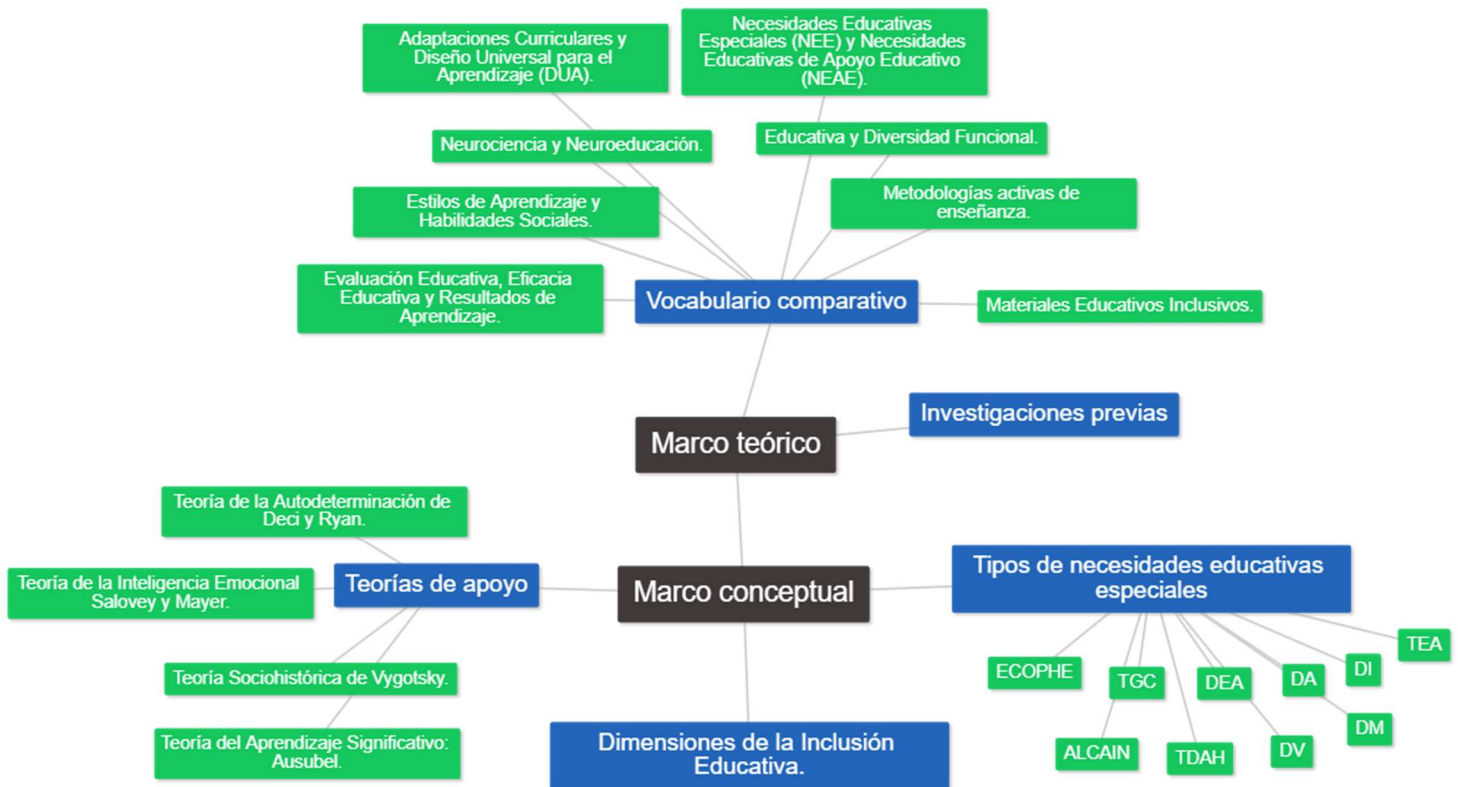 Adaptaciones Curriculares y
Diseño Universal para el
Aprendizaje (DUA).
Necesidades Educativas
Especiales (NEE) y Necesidades
Educativas de Apoyo Educativo
(NEAE).
Neurociencia y Neuroeducación.
Educativa y Diversidad Funcional.
Estilos de Aprendizaje y
Habilidades Sociales.
Metodologías activas de
enseñanza.
Evaluación Educativa, Eficacia
Educativa y Resultados de
Aprendizaje.
Vocabulario comparativo
Materiales Educativos Inclusivos.
Marco teórico
Investigaciones previas
Teoría de la Autodeterminación de
Deci y Ryan.
Teoría de la Inteligencia Emocional
Salovey y Mayer.
Teorías de apoyo
Marco conceptual
Tipos de necesidades educativas
especiales
Teoría Sociohistórica de Vygotsky.
Teoría del Aprendizaje Significativo:
Ausubel.
Dimensiones de la Inclusión
Educativa.
ECOPHE
TGC
DEA
DA
DI
TEA
ALCAIN
TDAH
DV
DM